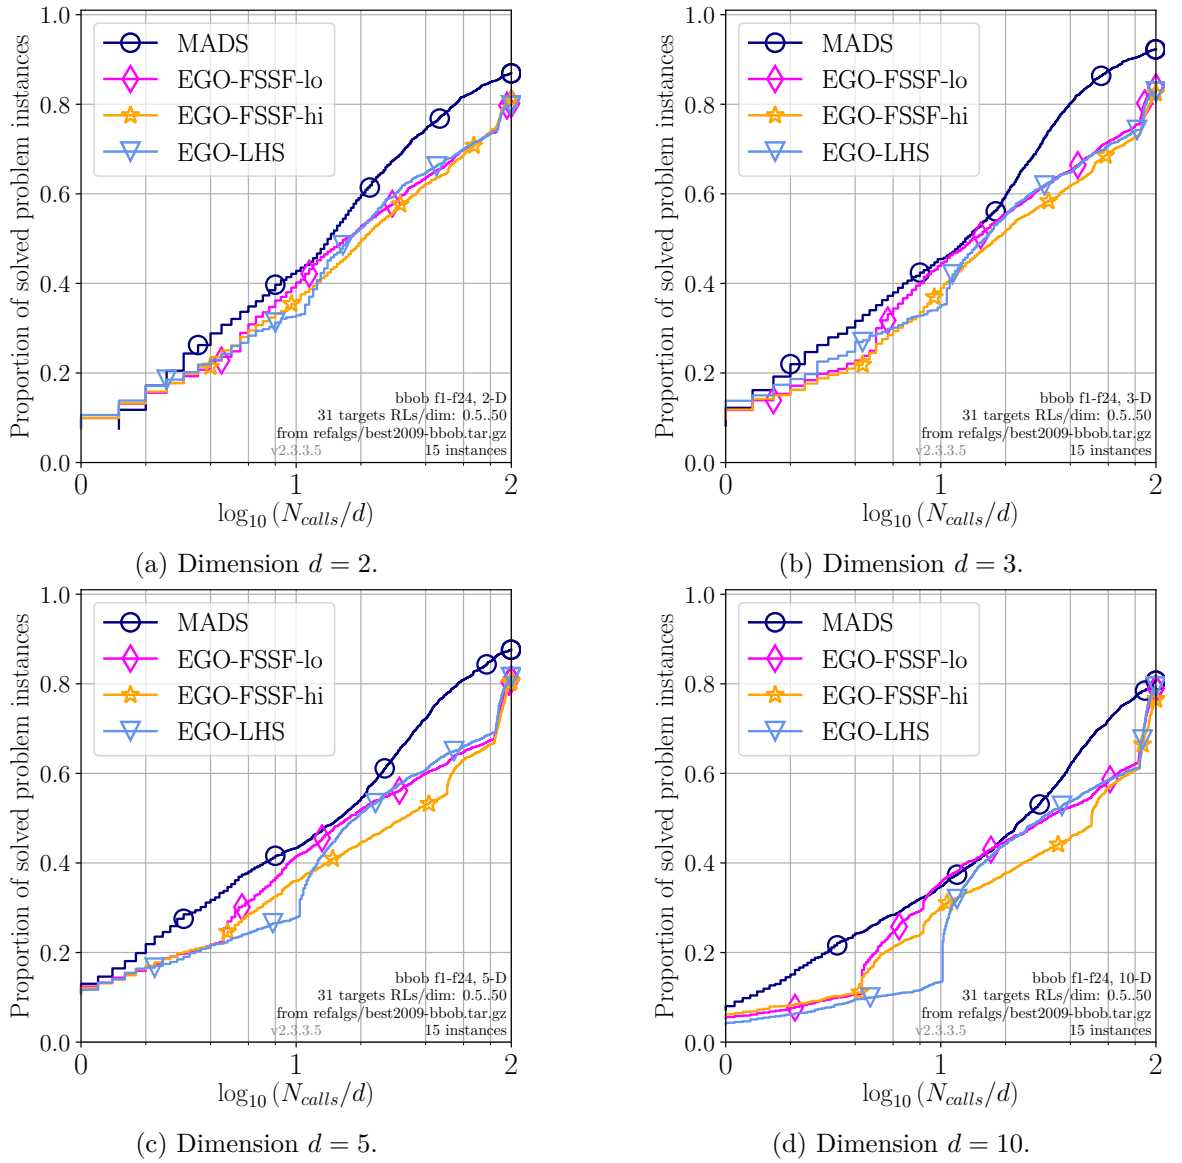 Proportion of solved problem instances
1.0
0.8
0.6
0.4
0.2
0.0
MADS
EGO-FSSF-lo
EGO-FSSF-hi
EGO-LHS
bbob f1-f24, 2-D
31 targets RLs/dim: 0.5..50
from refalgs/best2009-bbob.tar.gz
v2.3.3.5 15 instances
0 1 2
log₁₀ (N_calls/d)
(a) Dimension d = 2.
Proportion of solved problem instances
1.0
0.8
0.6
0.4
0.2
0.0
MADS
EGO-FSSF-lo
EGO-FSSF-hi
EGO-LHS
bbob f1-f24, 3-D
31 targets RLs/dim: 0.5..50
from refalgs/best2009-bbob.tar.gz
v2.3.3.5 15 instances
0 1 2
log₁₀ (N_calls/d)
(b) Dimension d = 3.
Proportion of solved problem instances
1.0
0.8
0.6
0.4
0.2
0.0
MADS
EGO-FSSF-lo
EGO-FSSF-hi
EGO-LHS
bbob f1-f24, 5-D
31 targets RLs/dim: 0.5..50
from refalgs/best2009-bbob.tar.gz
v2.3.3.5 15 instances
0 1 2
log₁₀ (N_calls/d)
(c) Dimension d = 5.
Proportion of solved problem instances
1.0
0.8
0.6
0.4
0.2
0.0
MADS
EGO-FSSF-lo
EGO-FSSF-hi
EGO-LHS
bbob f1-f24, 10-D
31 targets RLs/dim: 0.5..50
from refalgs/best2009-bbob.tar.gz
v2.3.3.5 15 instances
0 1 2
log₁₀ (N_calls/d)
(d) Dimension d = 10.